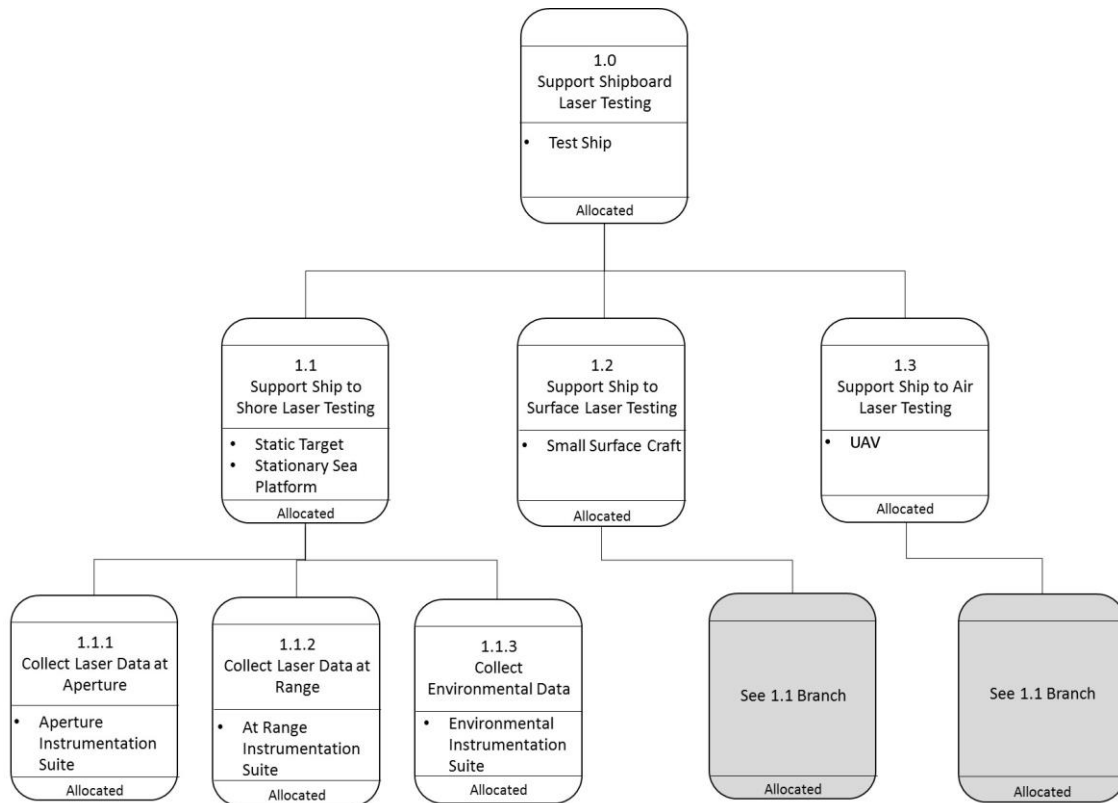 1.0
Support Shipboard
Laser Testing
• Test Ship
Allocated
1.1
Support Ship to
Shore Laser Testing
• Static Target
• Stationary Sea
Platform
Allocated
1.2
Support Ship to
Surface Laser Testing
• Small Surface Craft
Allocated
1.3
Support Ship to Air
Laser Testing
• UAV
Allocated
1.1.1
Collect Laser Data at
Aperture
• Aperture
Instrumentation
Suite
Allocated
1.1.2
Collect Laser Data at
Range
• At Range
Instrumentation
Suite
Allocated
1.1.3
Collect
Environmental Data
• Environmental
Instrumentation
Suite
Allocated
See 1.1 Branch
Allocated
See 1.1 Branch
Allocated